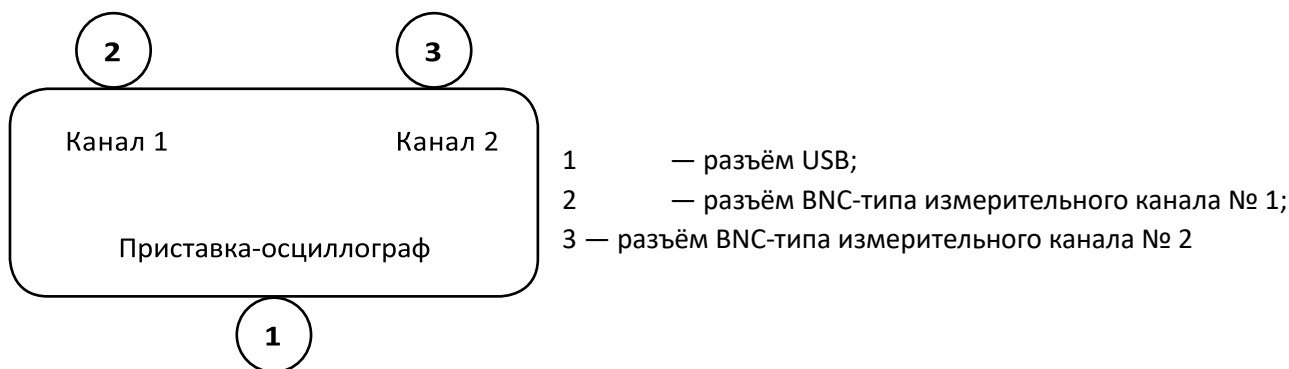 2
3
Канал 1
Канал 2
Приставка-осциллограф
1
1 — разъём USB;
2 — разъём BNC-типа измерительного канала № 1;
3 — разъём BNC-типа измерительного канала № 2